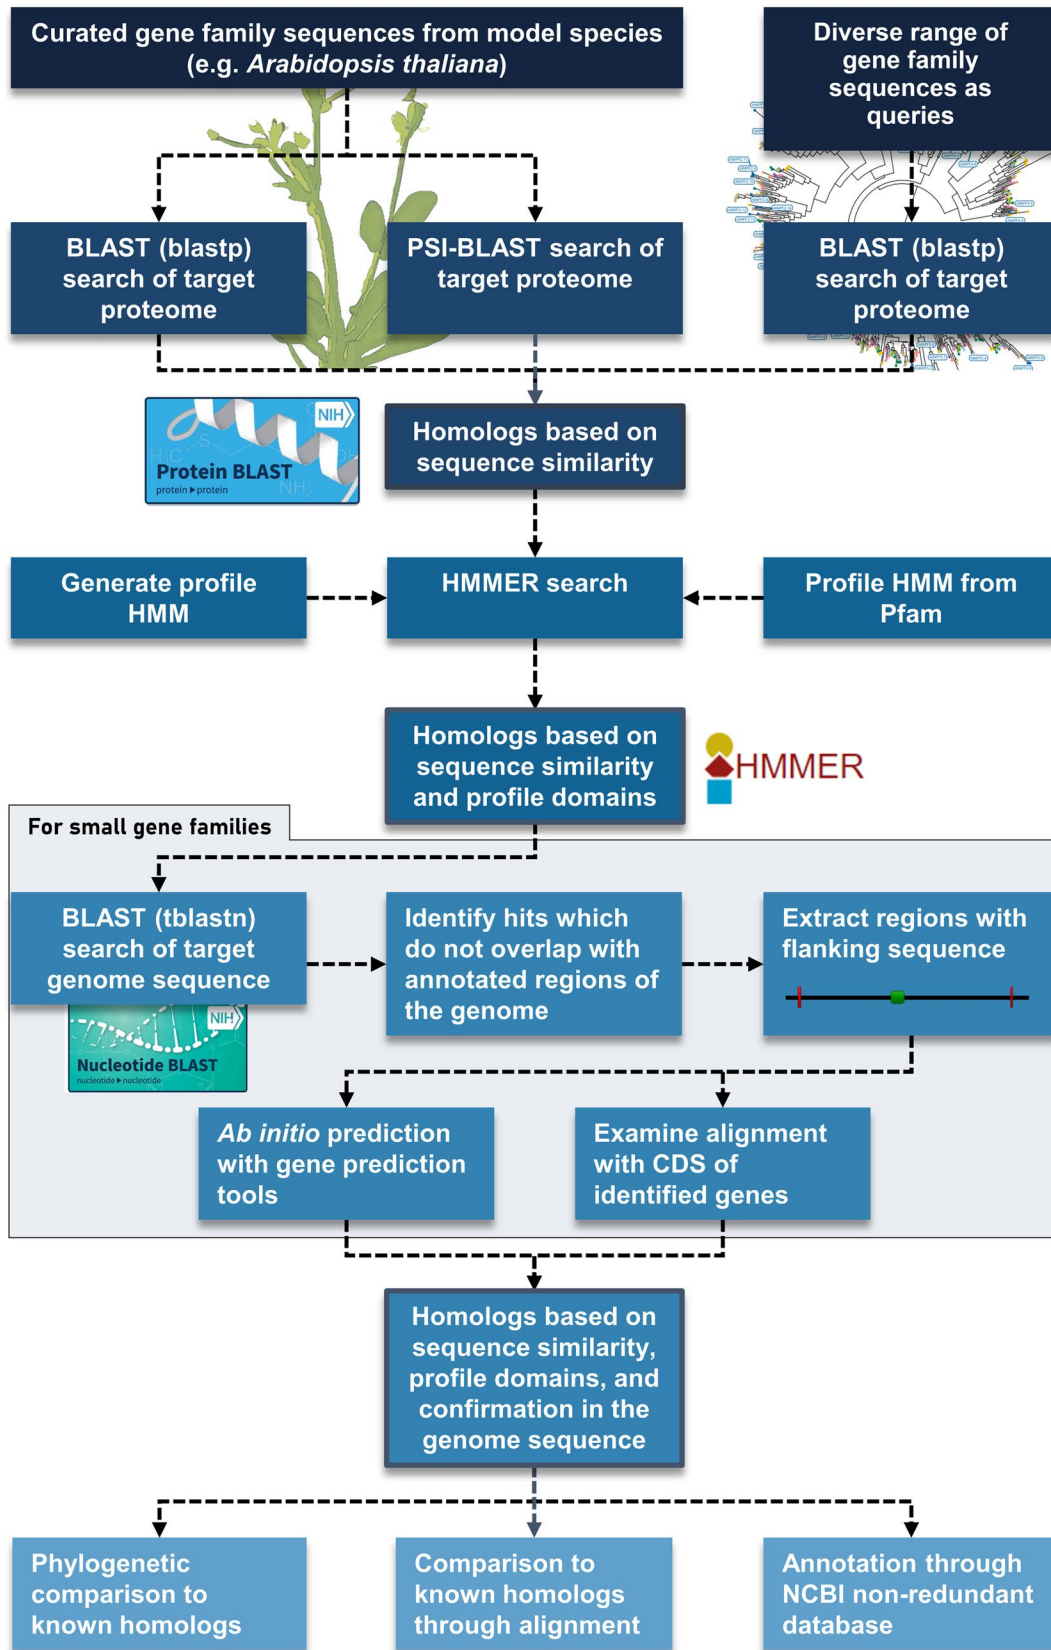 Curated gene family sequences from model species
(e.g. Arabidopsis thaliana)
Diverse range of
gene family
sequences as
queries
BLAST (blastp)
search of target
proteome
PSI-BLAST search of
target proteome
BLAST (blastp)
search of target
proteome
NIH
Protein BLAST
protein ▸ protein
Homologs based on
sequence similarity
Generate profile
HMM
HMMER search
Profile HMM from
Pfam
Homologs based on
sequence similarity
and profile domains
HMMER
For small gene families
BLAST (tblastn)
search of target
genome sequence
Identify hits which
do not overlap with
annotated regions of
the genome
Extract regions with
flanking sequence
NIH
Nucleotide BLAST
nucleotide ▸ nucleotide
Ab initio prediction
with gene prediction
tools
Examine alignment
with CDS of
identified genes
Homologs based on
sequence similarity,
profile domains, and
confirmation in the
genome sequence
Phylogenetic
comparison to
known homologs
Comparison to
known homologs
through alignment
Annotation through
NCBI non-redundant
database